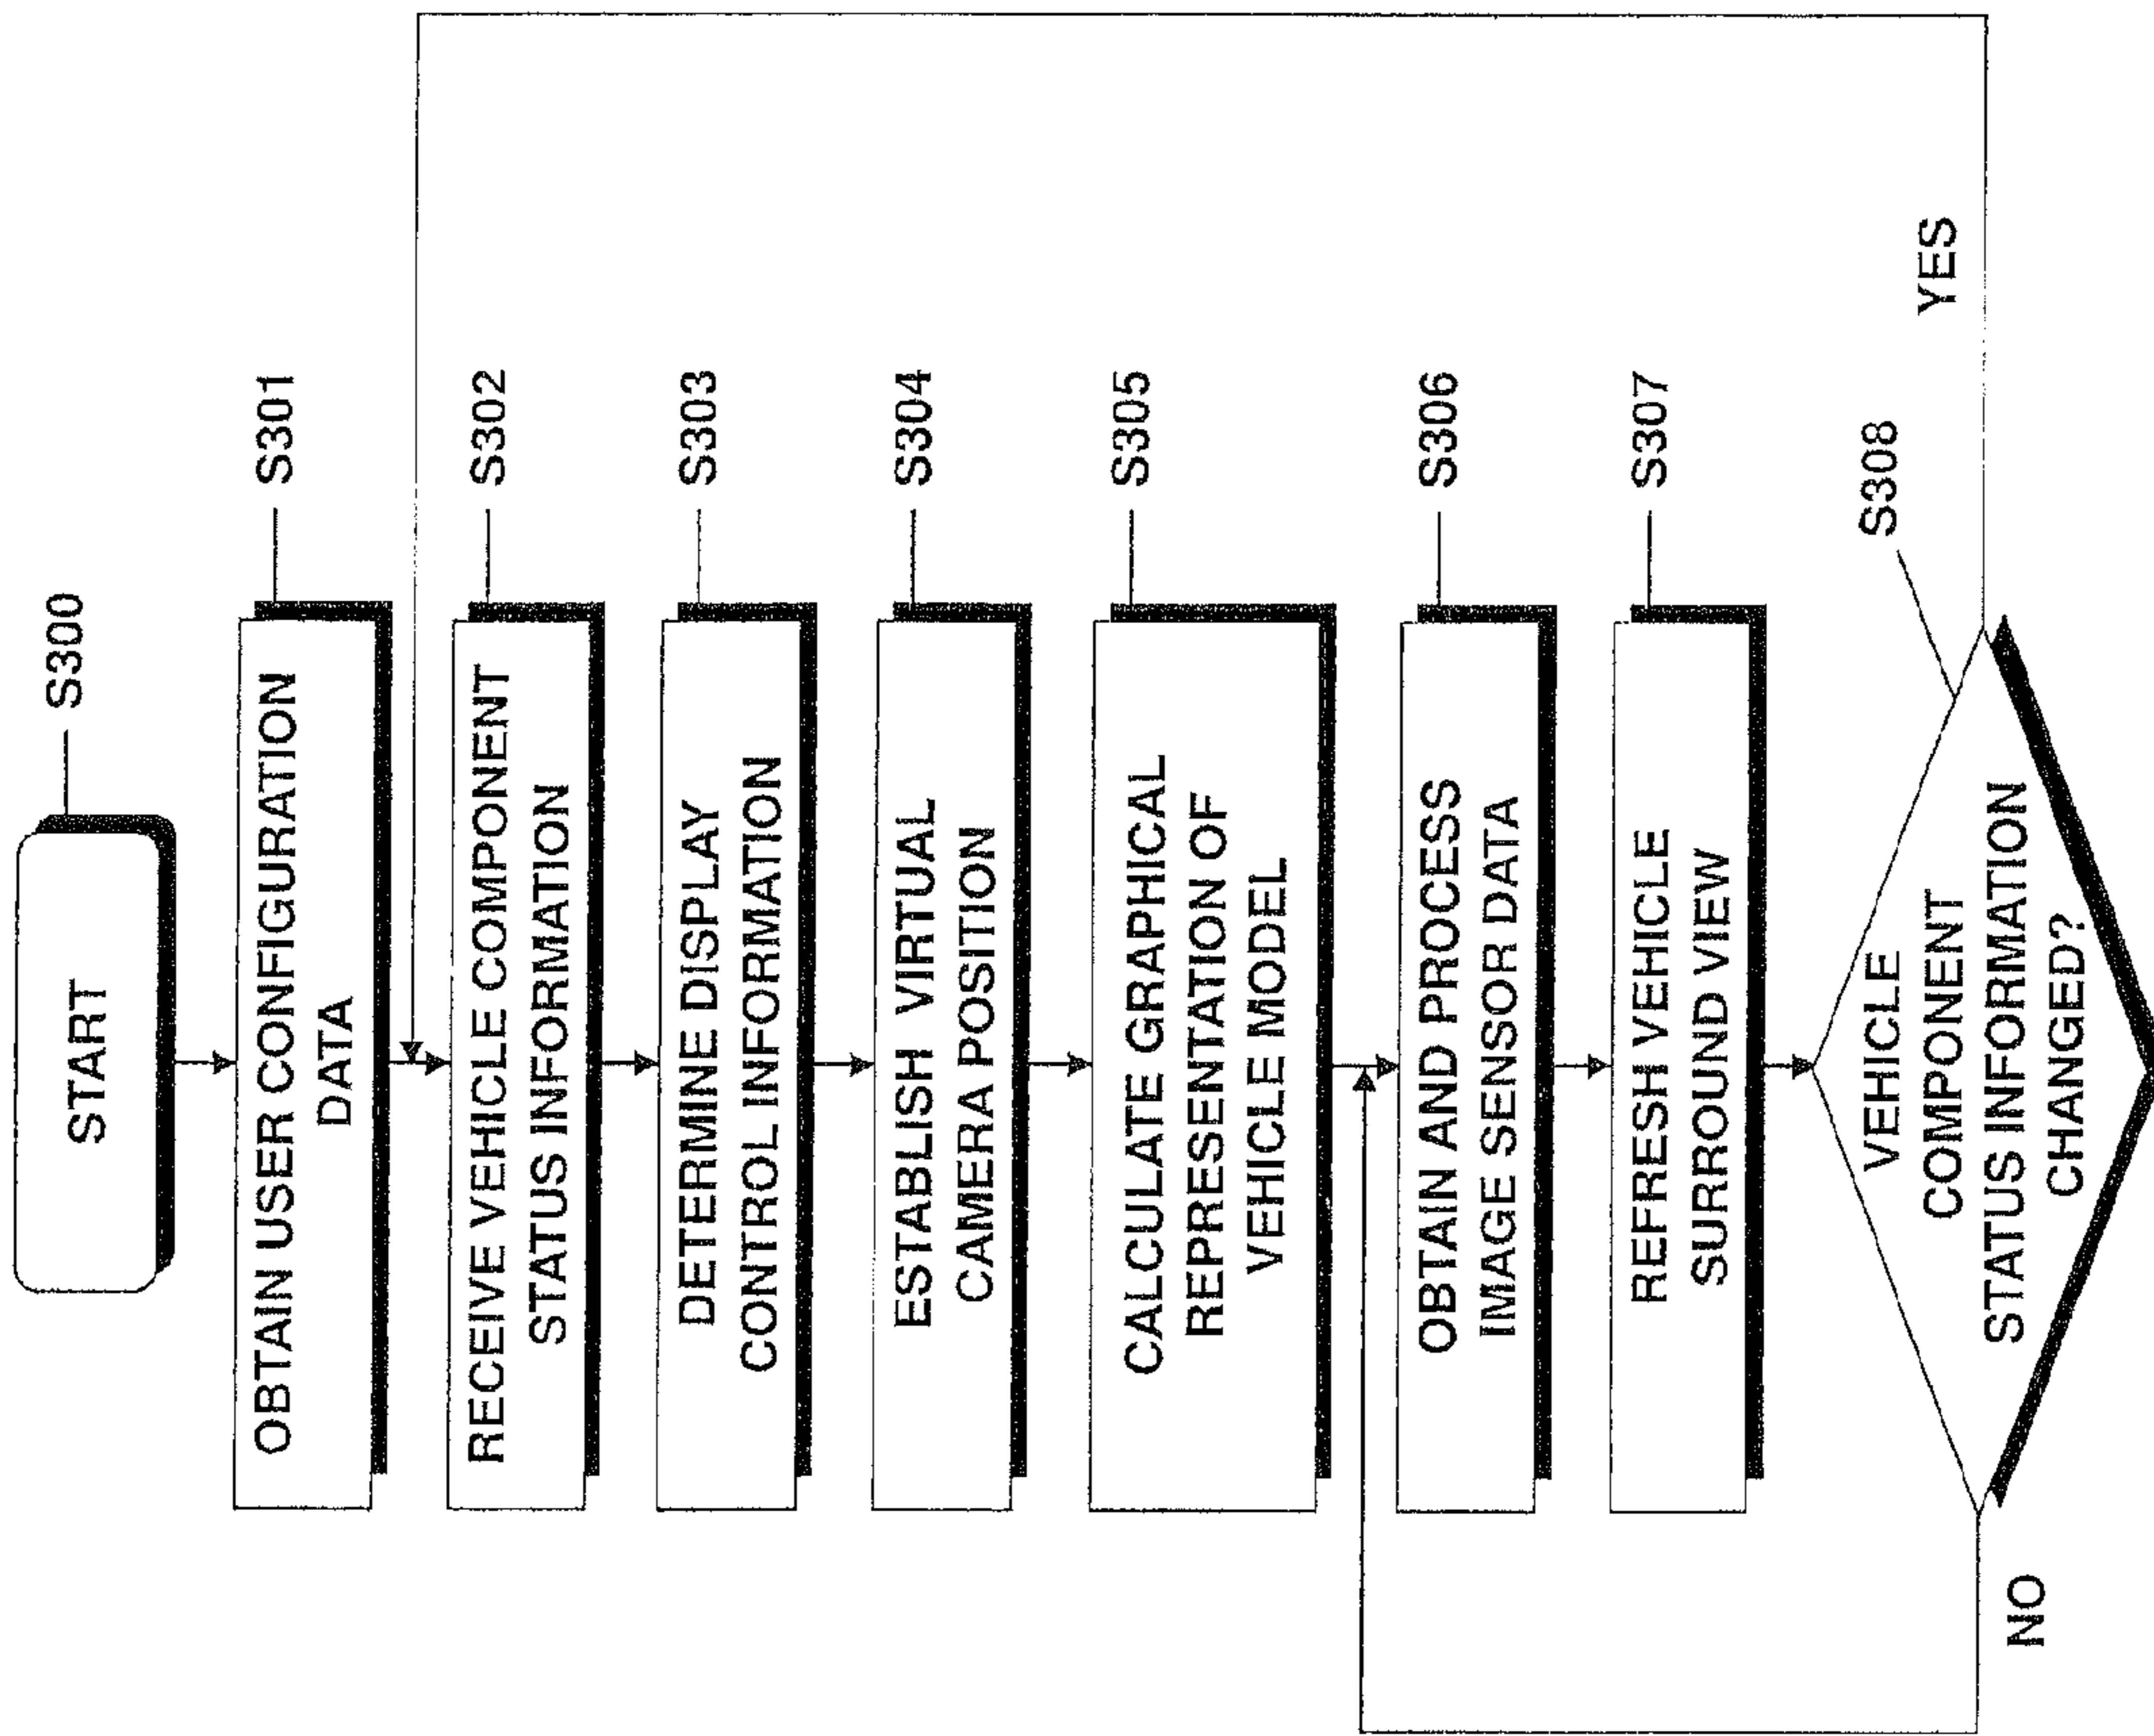 START
S300
OBTAIN USER CONFIGURATION
DATA
S301
RECEIVE VEHICLE COMPONENT
STATUS INFORMATION
S302
DETERMINE DISPLAY
CONTROL INFORMATION
S303
ESTABLISH VIRTUAL
CAMERA POSITION
S304
CALCULATE GRAPHICAL
REPRESENTATION OF
VEHICLE MODEL
S305
OBTAIN AND PROCESS
IMAGE SENSOR DATA
S306
REFRESH VEHICLE
SURROUND VIEW
S307
VEHICLE
COMPONENT
STATUS INFORMATION
CHANGED?
S308
YES
NO